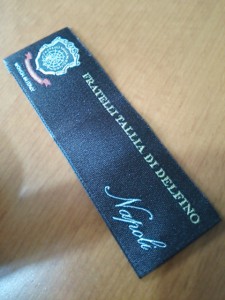 FRATELLI TALLIA DI DELFINO
Napoli